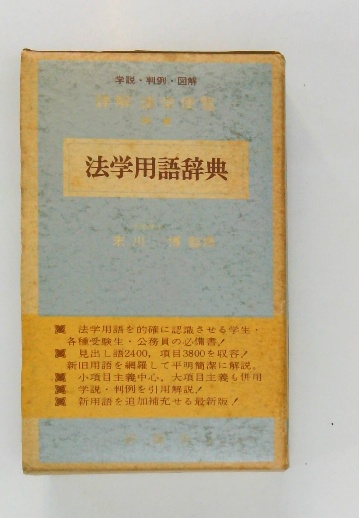 学説・判例・図解
法学用語辞典
末川 博
法学用語を的確に認識させる学生・
各種受験生・公務員の必備書！
見出し語2400、項目3800を収容！
新旧用語を網羅して平明簡潔に解説。
小項目主義中心、大項目主義も併用
学説・判例を引用解説！
新用語を追加補充せる最新版！